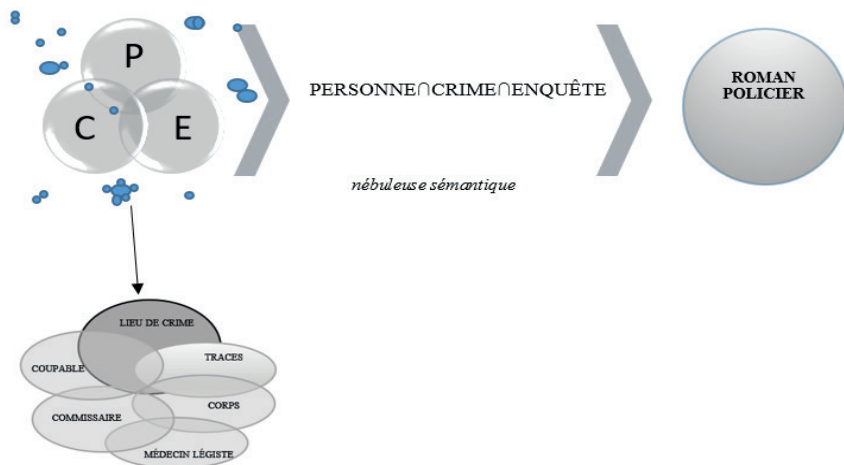 P
C
E
PERSONNE∩CRIME∩ENQUÊTE
nébuleuse sémantique
ROMAN
POLICIER
LIEU DE CRIME
TRACES
COUPABLE
CORPS
COMMISSAIRE
MÉDECIN LÉGISTE